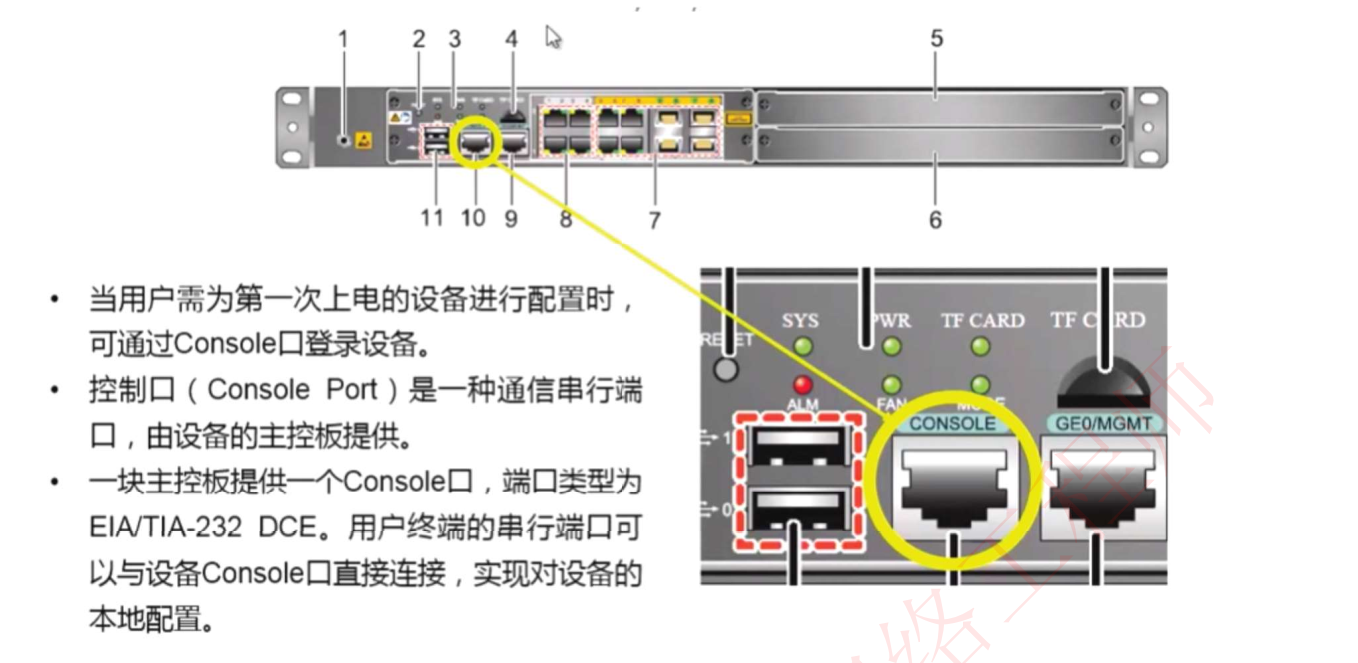 1 2 3 4 5
11 10 9 8 7 6
• 当用户需为第一次上电的设备进行配置时，
可通过Console口登录设备。
• 控制口（Console Port）是一种通信串行端
口，由设备的主控板提供。
• 一块主控板提供一个Console口，端口类型为
EIA/TIA-232 DCE。用户终端的串行端口可
以与设备Console口直接连接，实现对设备的
本地配置。
SYS PWR TF CARD TF CARD
RESET
ALM FAN MODE
CONSOLE GE0/MGMT
1
0
络工程师